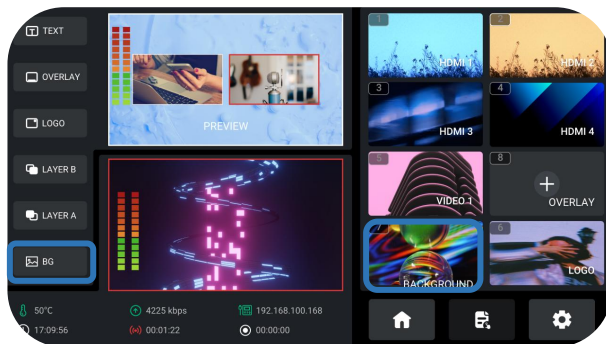 TEXT
OVERLAY
LOGO
LAYER B
LAYER A
BG
PREVIEW
1
HDMI 1
2
HDMI 2
3
HDMI 3
4
HDMI 4
5
VIDEO 1
8
OVERLAY
7
BACKGROUND
6
LOGO
50°C
4225 kbps
192.168.100.168
17:09:56
00:01:22
00:00:00